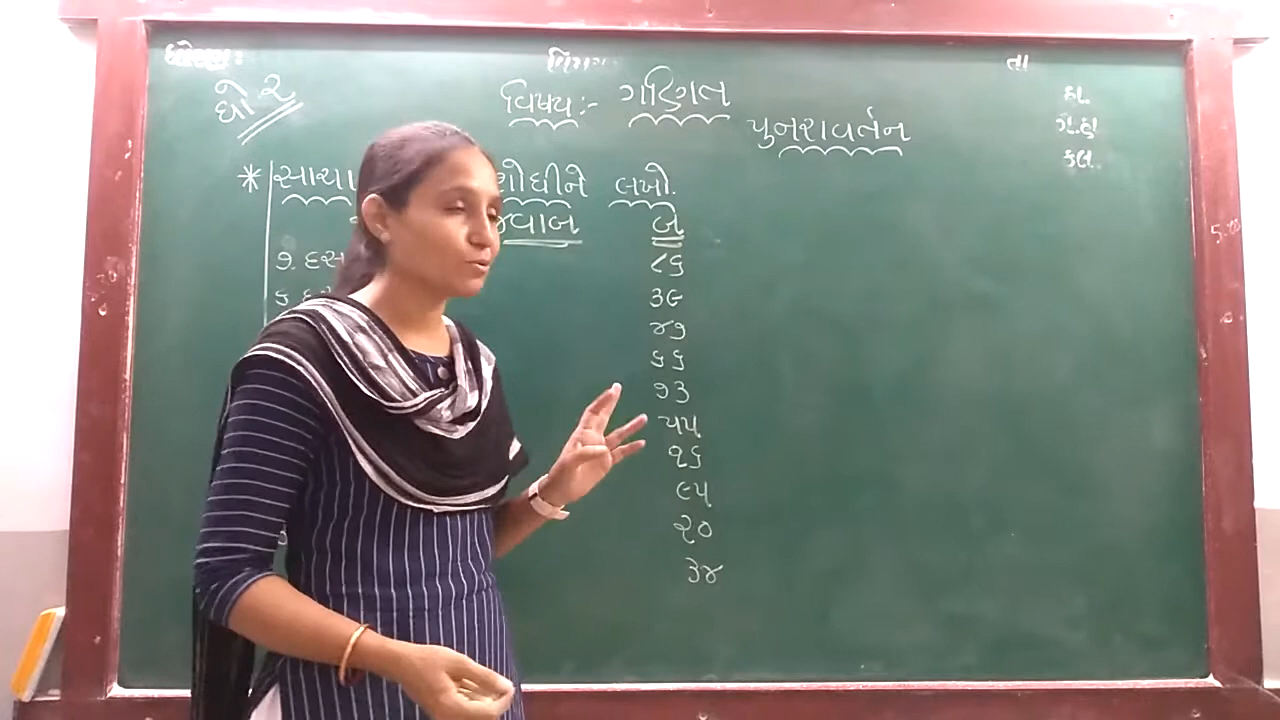 ધો ૨
વિષય :- ગણિત
પુનરાવર્તન
તા
હા.
ગે.હા
કુલ
* સાચા શોધીને લખો.
જવાબ બ
૮૬
૩૯
૪૭
૬૬
૭૩
૫૫
૧૬
૯૫
૨૦
૩૪
૭. દસ